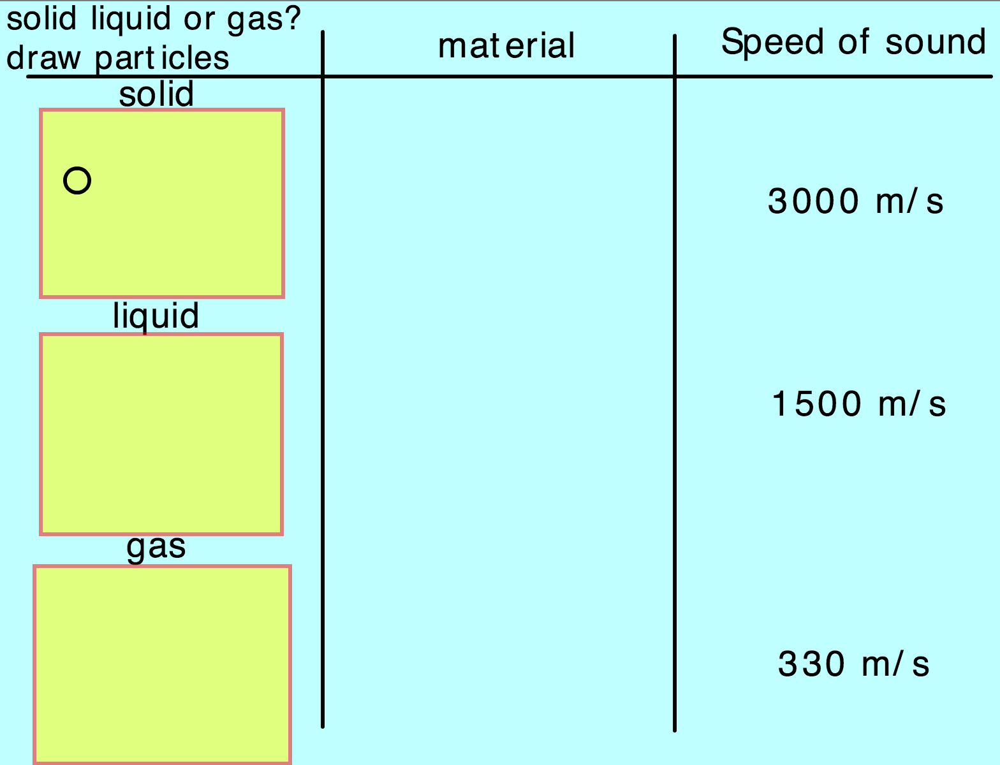 solid liquid or gas?
draw particles
material
Speed of sound
solid
3000 m/s
liquid
1500 m/s
gas
330 m/s